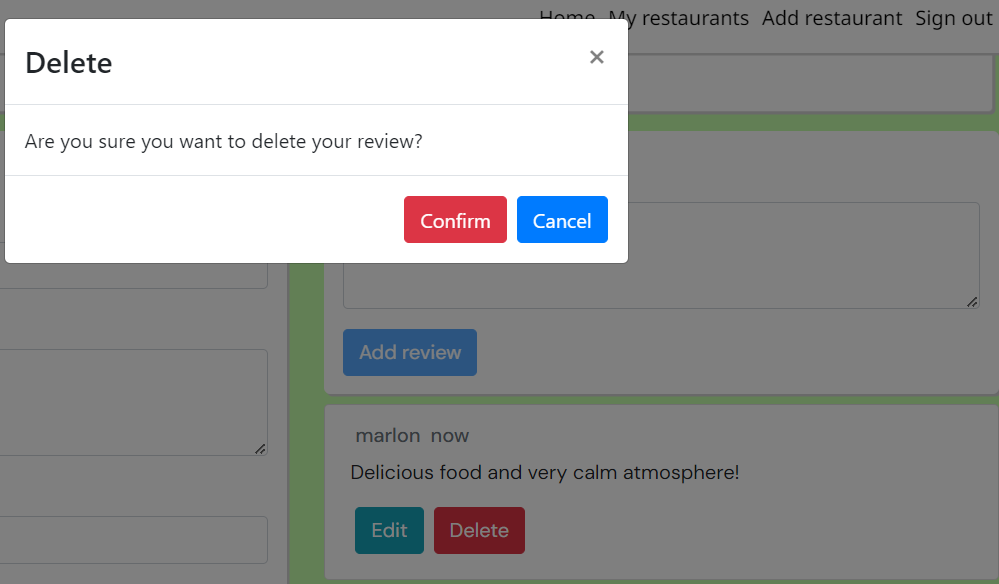 Home My restaurants Add restaurant Sign out
Delete ×
Are you sure you want to delete your review?
Confirm Cancel
Add review
marlon now
Delicious food and very calm atmosphere!
Edit Delete